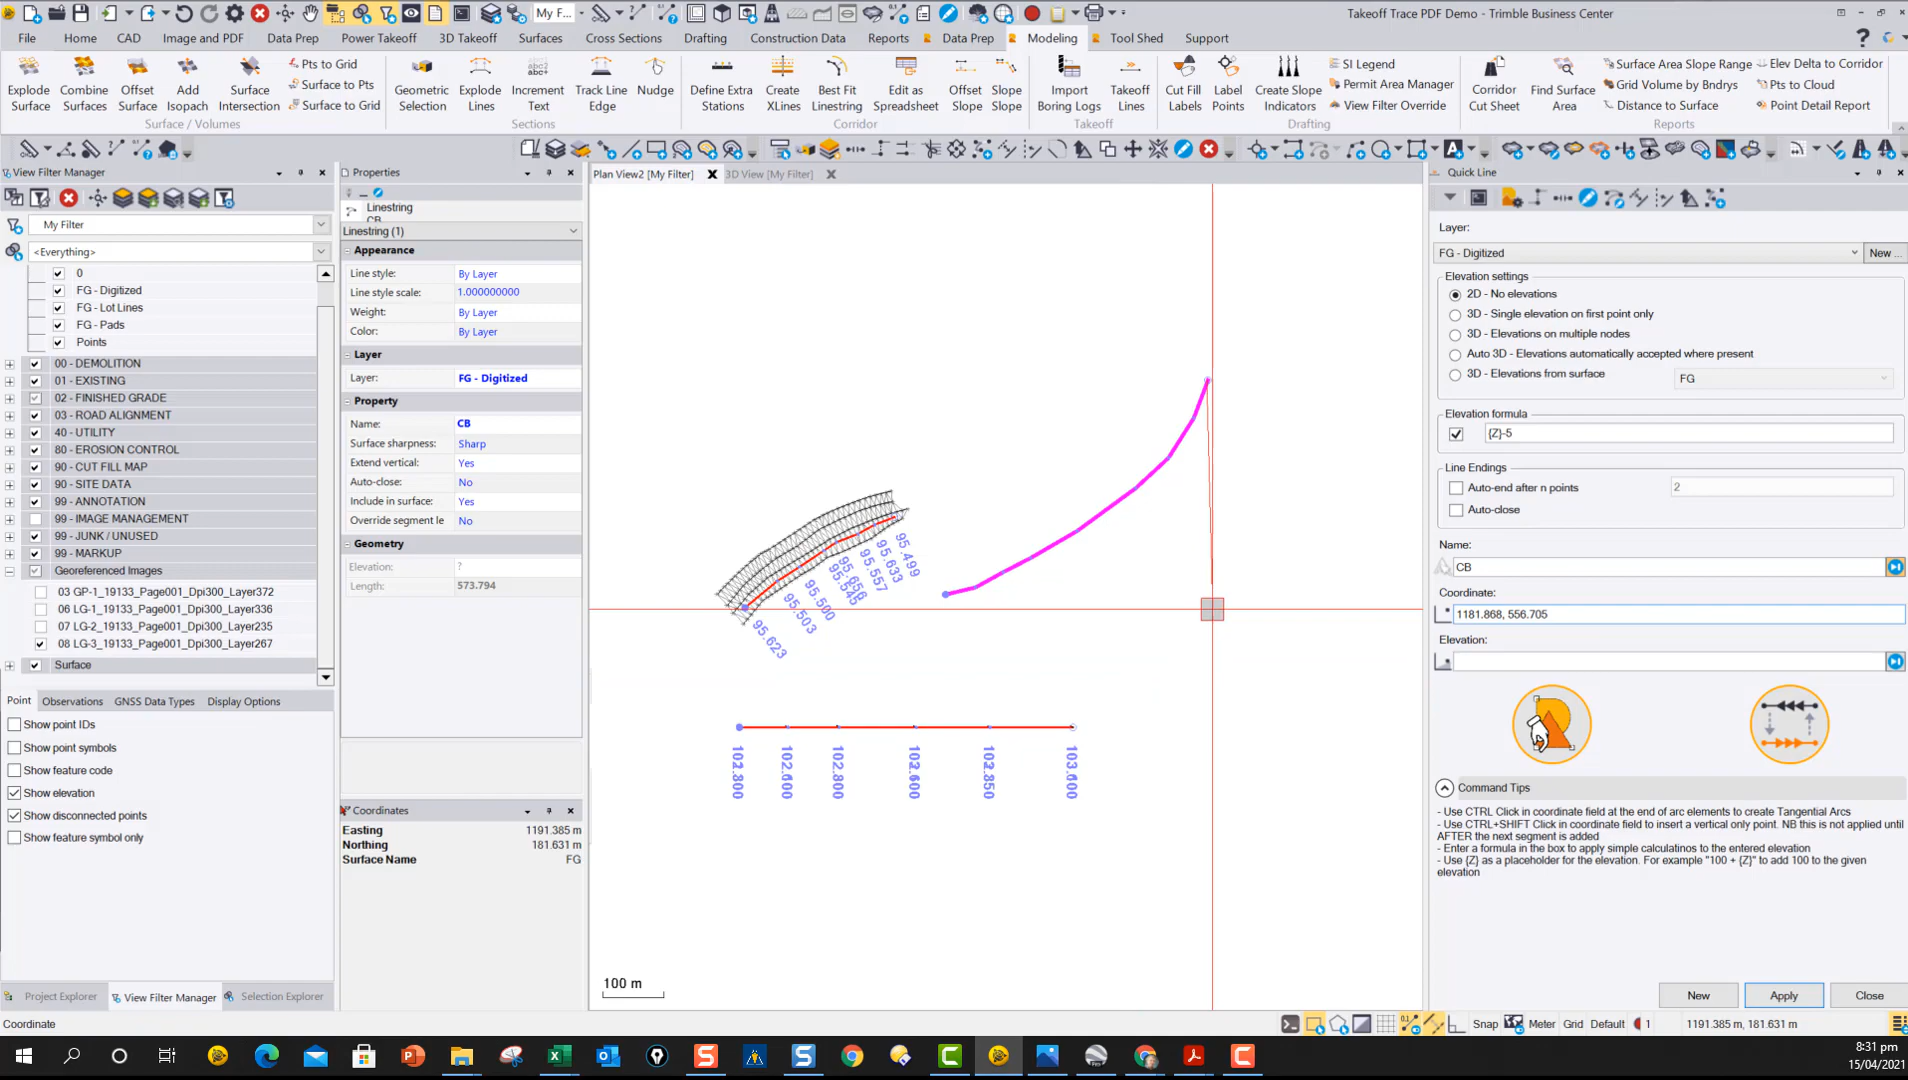 My F...
Takeoff Trace PDF Demo - Trimble Business Center
File Home CAD Image and PDF Data Prep Power Takeoff 3D Takeoff Surfaces Cross Sections Drafting Construction Data Reports Data Prep Modeling Tool Shed Support
Explode Surface
Combine Surfaces
Offset Surface
Add Isopach
Surface Intersection
Pts to Grid
Surface to Pts
Surface to Grid
Surface / Volumes
Geometric Selection
Explode Lines
Increment Text
Track Line Edge
Nudge
Sections
Define Extra Stations
Create XLines
Best Fit Linestring
Edit as Spreadsheet
Offset Slope
Slope Slope
Corridor
Import Boring Logs
Takeoff Lines
Takeoff
Cut Fill Labels
Label Points
Create Slope Indicators
SI Legend
Permit Area Manager
View Filter Override
Drafting
Corridor Cut Sheet
Find Surface Area
Surface Area Slope Range
Grid Volume by Bndrys
Distance to Surface
Elev Delta to Corridor
Pts to Cloud
Point Detail Report
Reports
View Filter Manager
My Filter
<Everything>
0
FG - Digitized
FG - Lot Lines
FG - Pads
Points
00 - DEMOLITION
01 - EXISTING
02 - FINISHED GRADE
03 - ROAD ALIGNMENT
40 - UTILITY
80 - EROSION CONTROL
90 - CUT FILL MAP
90 - SITE DATA
99 - ANNOTATION
99 - IMAGE MANAGEMENT
99 - JUNK / UNUSED
99 - MARKUP
Georeferenced Images
03 GP-1_19133_Page001_Dpi300_Layer372
06 LG-1_19133_Page001_Dpi300_Layer336
07 LG-2_19133_Page001_Dpi300_Layer235
08 LG-3_19133_Page001_Dpi300_Layer267
Surface
Point Observations GNSS Data Types Display Options
Show point IDs
Show point symbols
Show feature code
Show elevation
Show disconnected points
Show feature symbol only
Project Explorer View Filter Manager Selection Explorer
Coordinate
Properties
Linestring
CB
Linestring (1)
Appearance
Line style: By Layer
Line style scale: 1.000000000
Weight: By Layer
Color: By Layer
Layer
Layer: FG - Digitized
Property
Name: CB
Surface sharpness: Sharp
Extend vertical: Yes
Auto-close: No
Include in surface: Yes
Override segment le No
Geometry
Elevation: ?
Length: 573.794
Coordinates
Easting 1191.385 m
Northing 181.631 m
Surface Name FG
Plan View2 [My Filter] 3D View [My Filter]
95.499
95.633
95.557
95.656
95.545
95.500
95.503
95.623
102.800
102.600
102.800
102.600
102.850
103.600
100 m
Quick Line
Layer:
FG - Digitized
New ...
Elevation settings
2D - No elevations
3D - Single elevation on first point only
3D - Elevations on multiple nodes
Auto 3D - Elevations automatically accepted where present
3D - Elevations from surface
FG
Elevation formula
{Z}-5
Line Endings
Auto-end after n points
2
Auto-close
Name:
CB
Coordinate:
1181.868, 556.705
Elevation:
Command Tips
- Use CTRL Click in coordinate field at the end of arc elements to create Tangential Arcs
- Use CTRL+SHIFT Click in coordinate field to insert a vertical only point. NB this is not applied until
AFTER the next segment is added
- Enter a formula in the box to apply simple calculatinos to the entered elevation
- Use {Z} as a placeholder for the elevation. For example "100 + {Z}" to add 100 to the given
elevation
New Apply Close
Snap Meter Grid Default 1 1191.385 m, 181.631 m
8:31 pm
15/04/2021